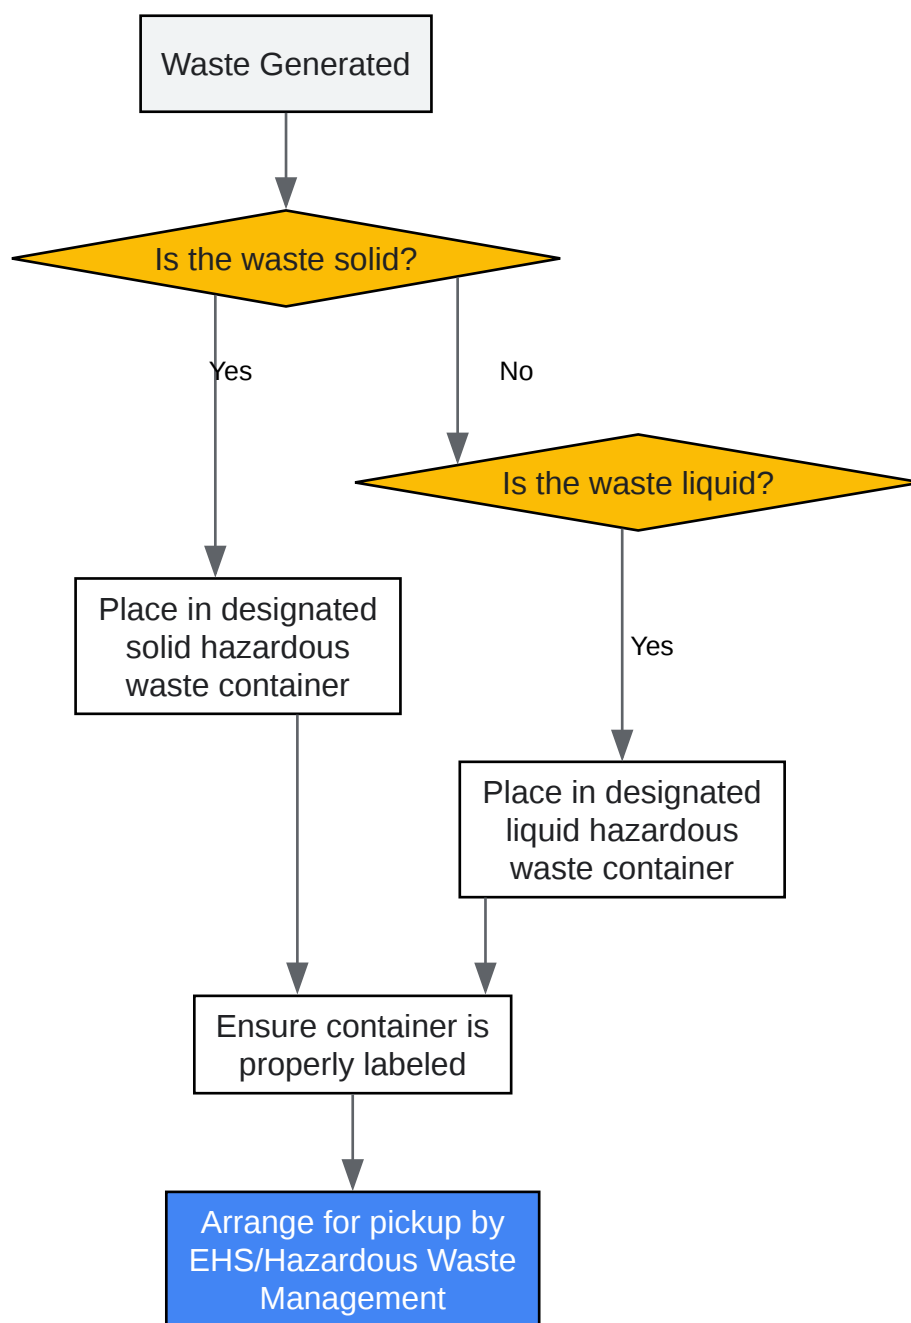 Waste Generated
Is the waste solid?
Yes
No
Is the waste liquid?
Place in designated
solid hazardous
waste container
Yes
Place in designated
liquid hazardous
waste container
Ensure container is
properly labeled
Arrange for pickup by
EHS/Hazardous Waste
Management